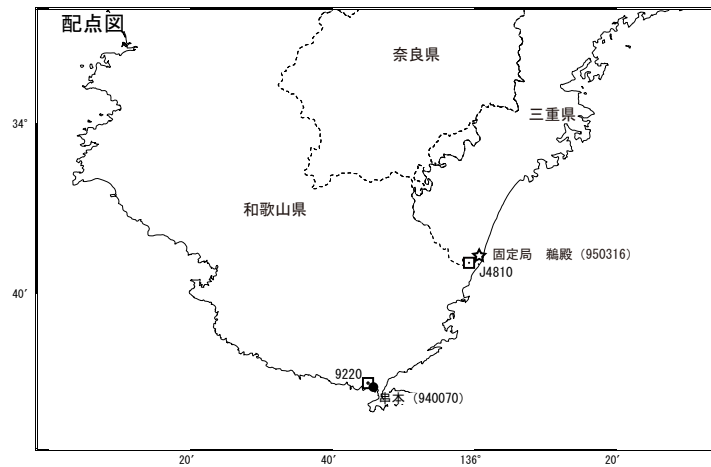 配点図
奈良県
34°
三重県
和歌山県
固定局 鵜殿（950316）
J4810
40′
9220
串本（940070）
20′
40′
136°
20′